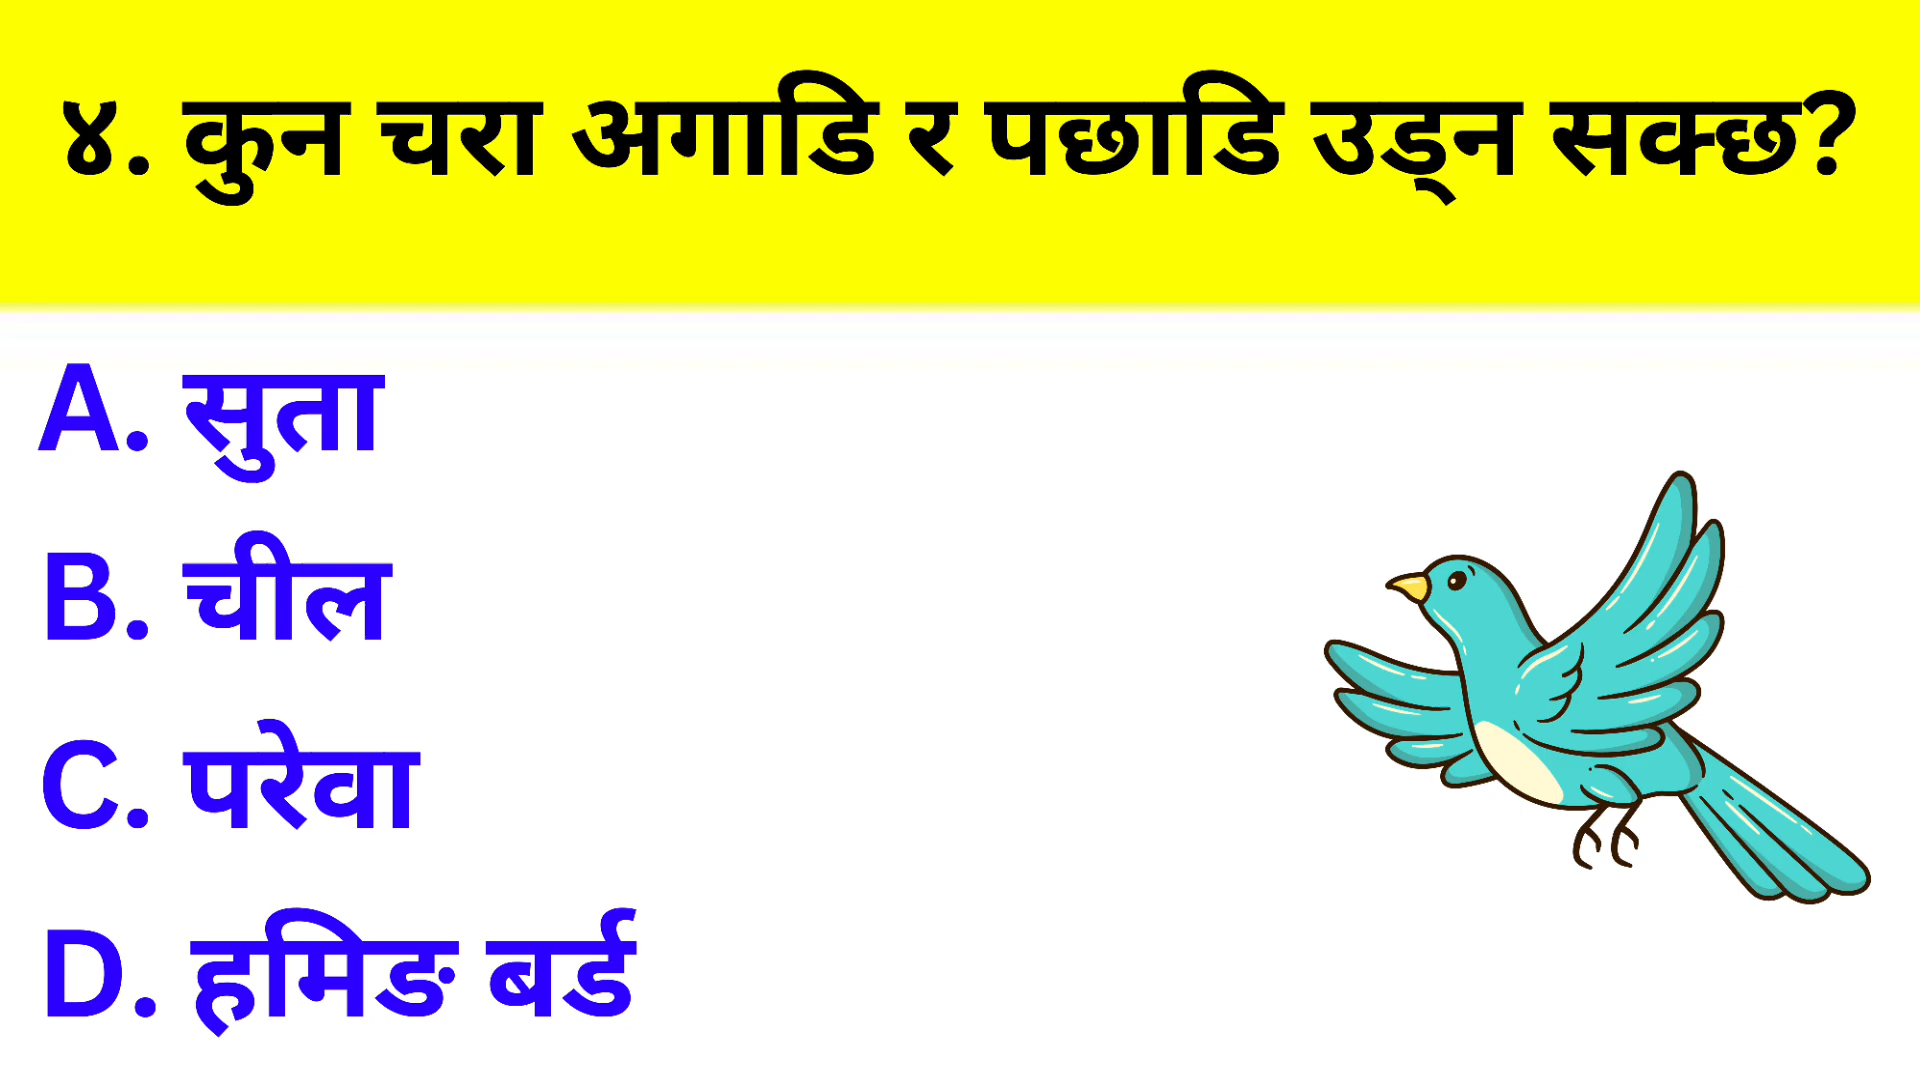 ४. कुन चरा अगाडि र पछाडि उड्न सक्छ?
A. सुता
B. चील
C. परेवा
D. हमिङ बर्ड